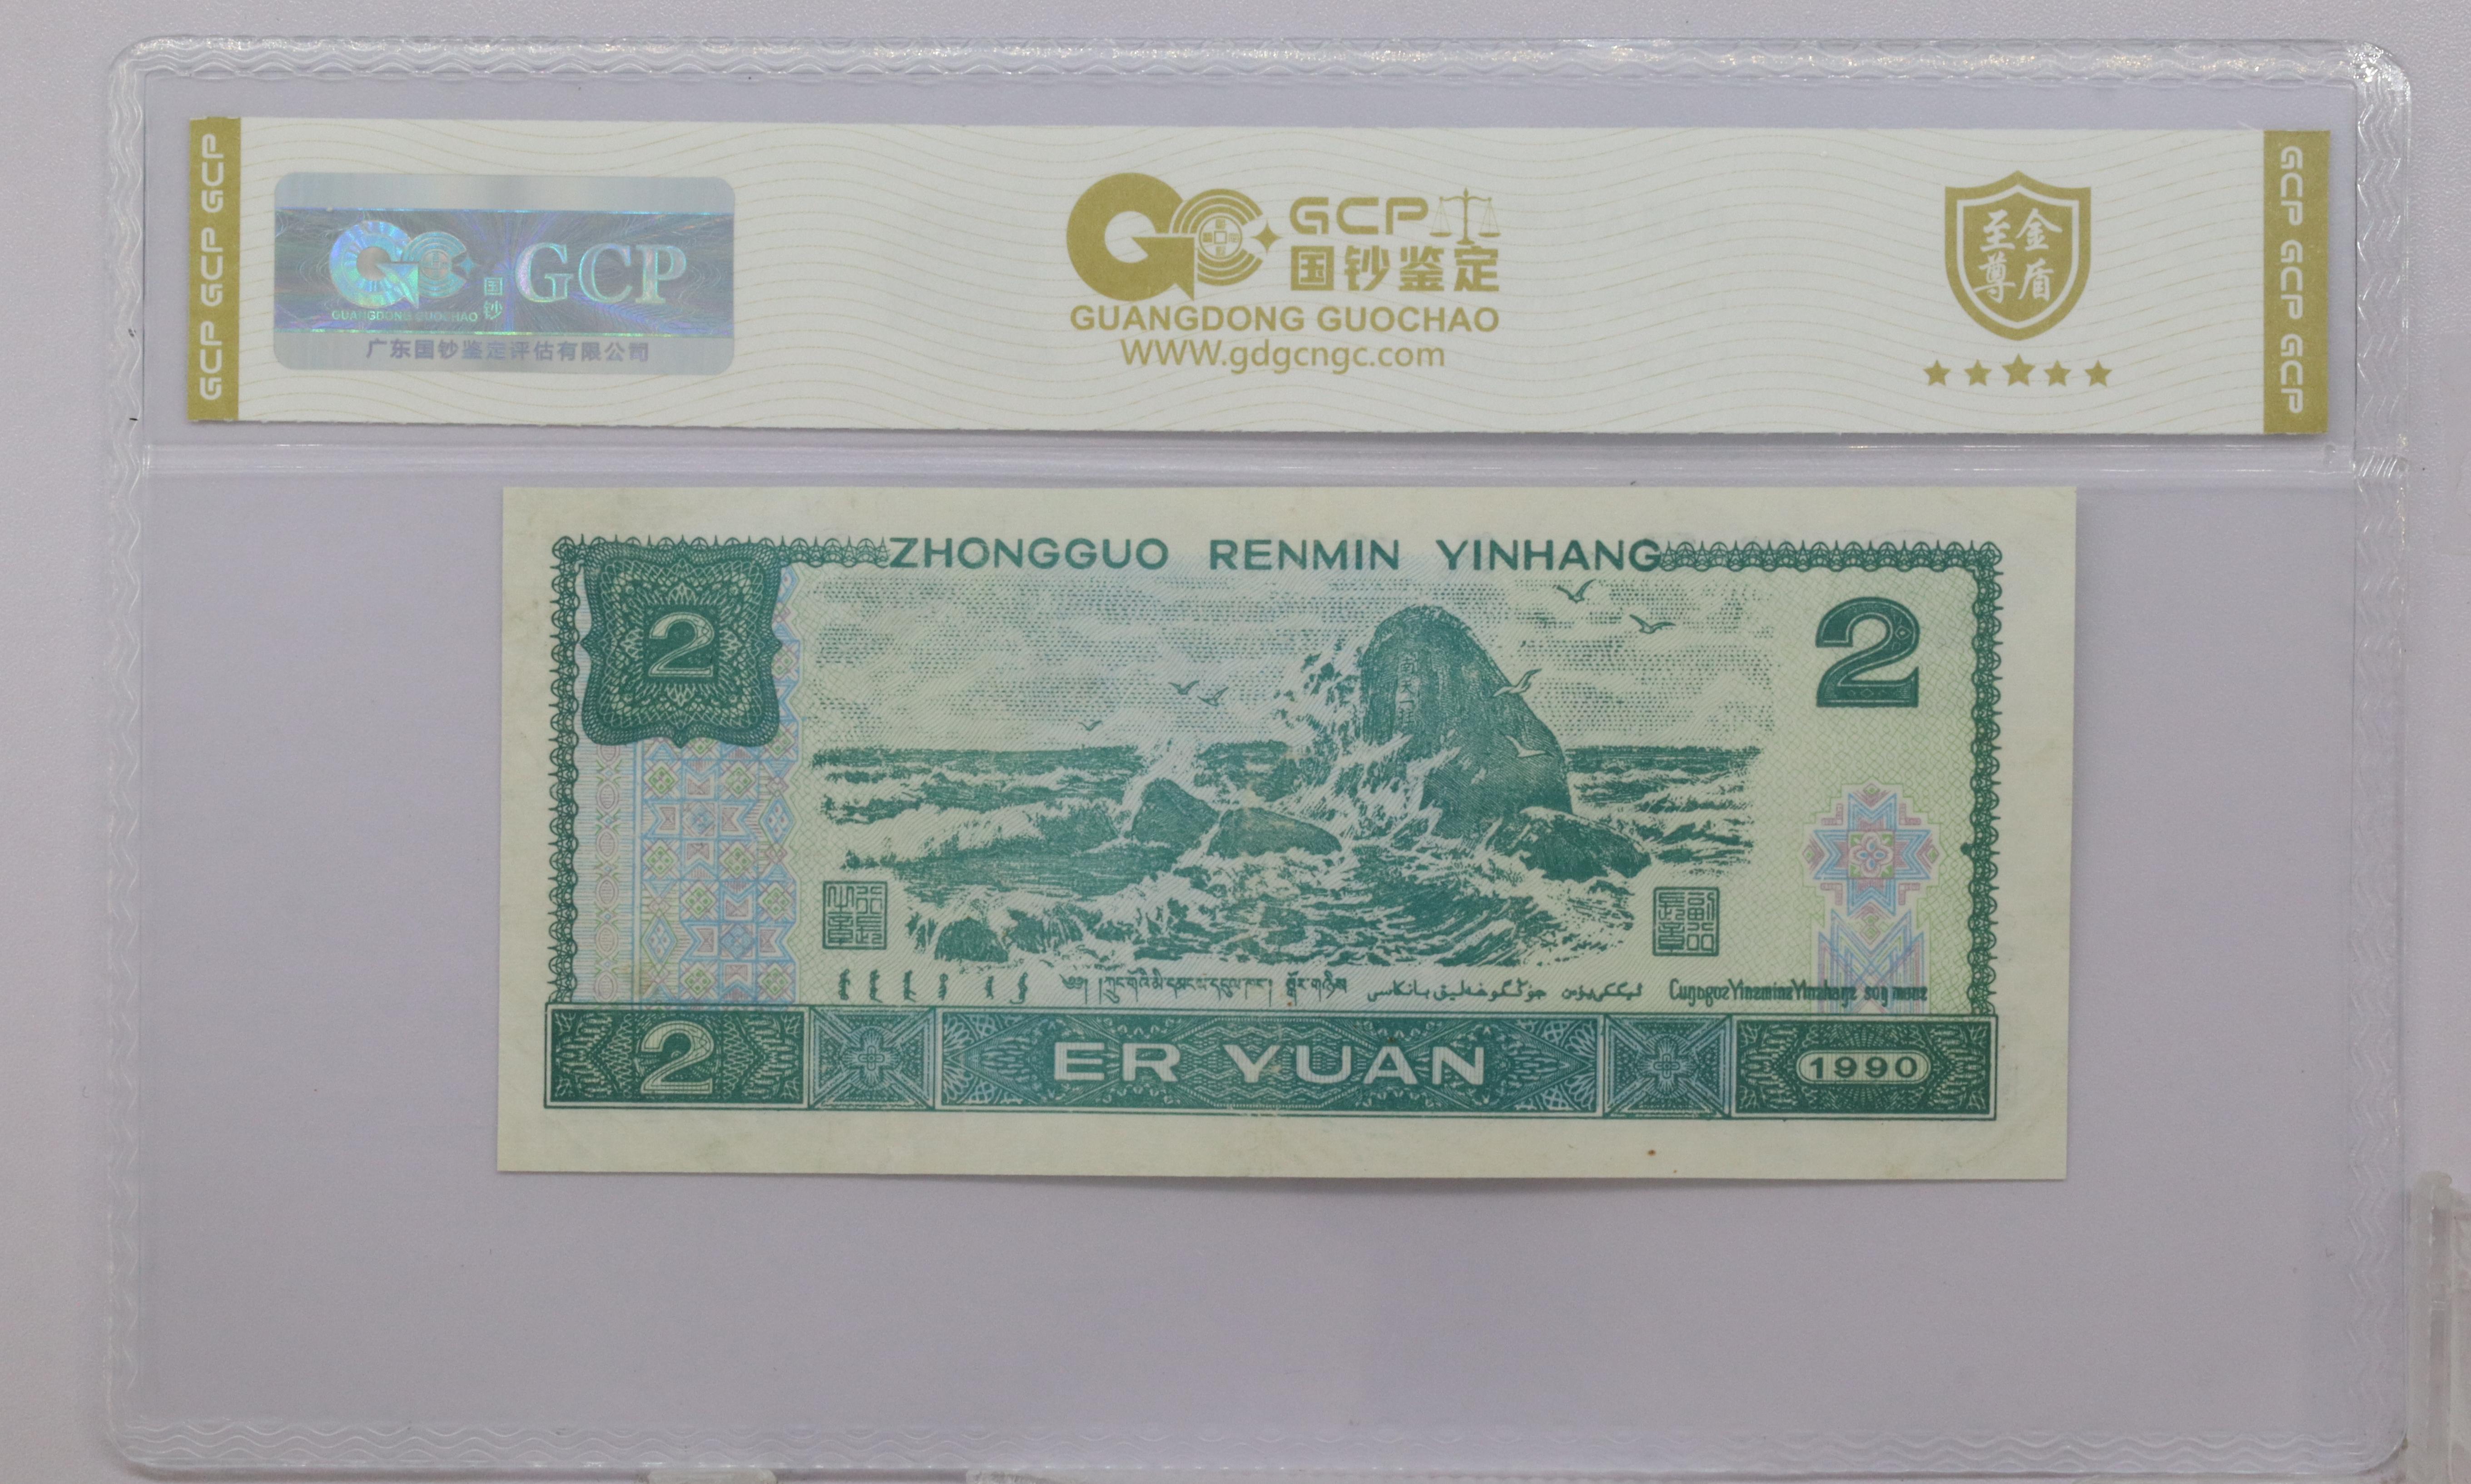 GCP GCP GCP
GCP
国
钞
GUANGDONG GUOCHAO
广东国钞鉴定评估有限公司
GCP
国钞鉴定
GUANGDONG GUOCHAO
WWW.gdgcngc.com
至金
尊盾
GCP GCP GCP
ZHONGGUO RENMIN YINHANG
2
2
2
ER YUAN
1990